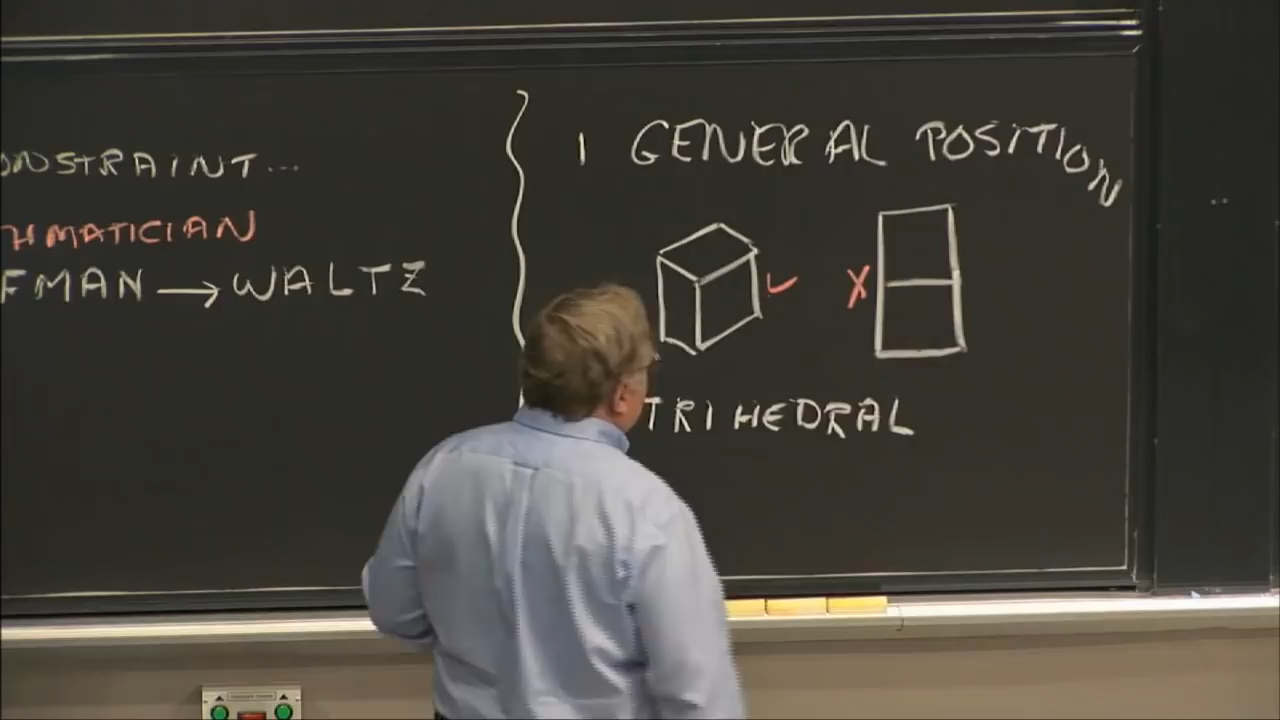 ONSTRAINT...
HMATICIAN
FMAN → WALTZ
1 GENERAL POSITION
X
TRIHEDRAL